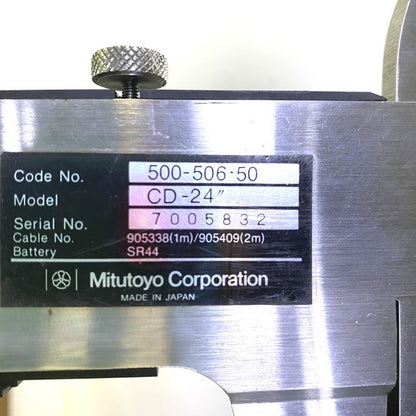 Code No. 500-506-50
Model CD-24"
Serial No. 7005832
Cable No. 905338(1m)/905409(2m)
Battery SR44
Mitutoyo Corporation
MADE IN JAPAN